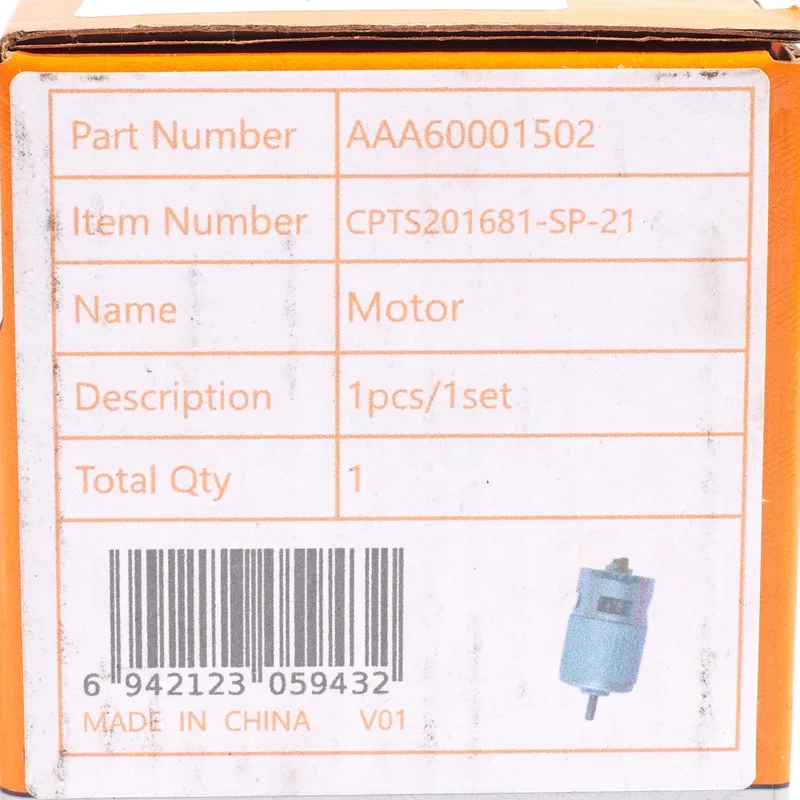 Part Number AAA60001502
Item Number CPTS201681-SP-21
Name Motor
Description 1pcs/1set
Total Qty 1
6 942123 059432
MADE IN CHINA V01